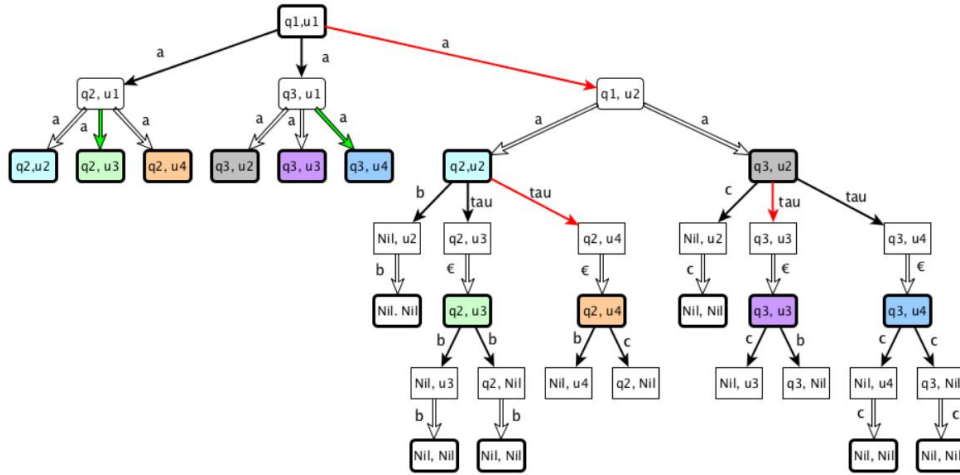 q1,u1
a
a
a
q2, u1
q3, u1
q1, u2
a
a
a
a
a
a
a
a
q2,u2
q2, u3
q2, u4
q3, u2
q3, u3
q3, u4
q2,u2
q3, u2
b
tau
tau
c
tau
tau
Nil, u2
q2, u3
q2, u4
Nil, u2
q3, u3
q3, u4
b
€
€
c
€
€
Nil. Nil
q2, u3
q2, u4
Nil, Nil
q3, u3
q3, u4
b
b
b
c
c
b
c
c
Nil, u3
q2, Nil
Nil, u4
q2, Nil
Nil, u3
q3, Nil
Nil, u4
q3, Nil
b
b
c
c
Nil, Nil
Nil, Nil
Nil, Nil
Nil, Nil